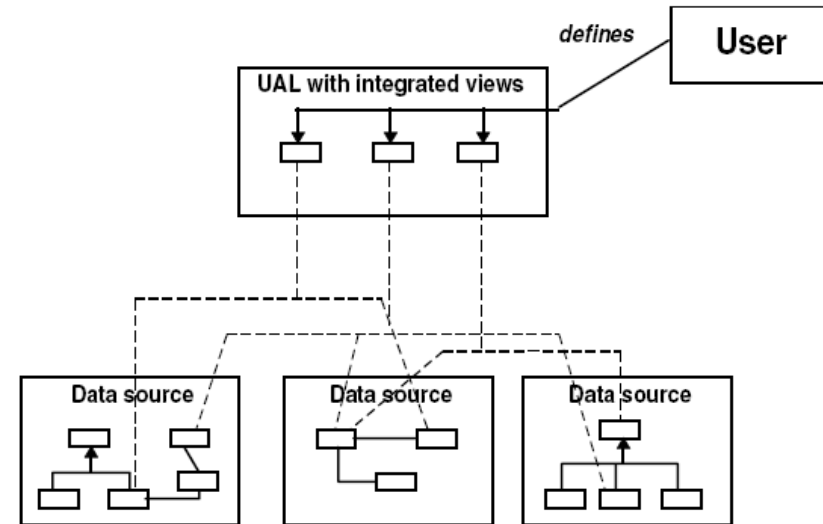 defines
User
UAL with integrated views
Data source
Data source
Data source